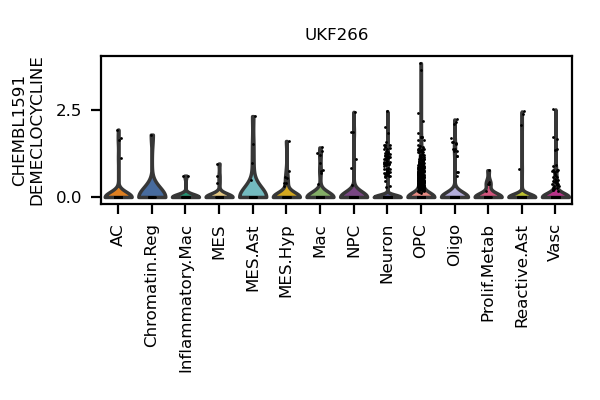 UKF266
CHEMBL1591
DEMECLOCYCLINE
2.5
0.0
AC
Chromatin.Reg
Inflammatory.Mac
MES
MES.Ast
MES.Hyp
Mac
NPC
Neuron
OPC
Oligo
Prolif.Metab
Reactive.Ast
Vasc